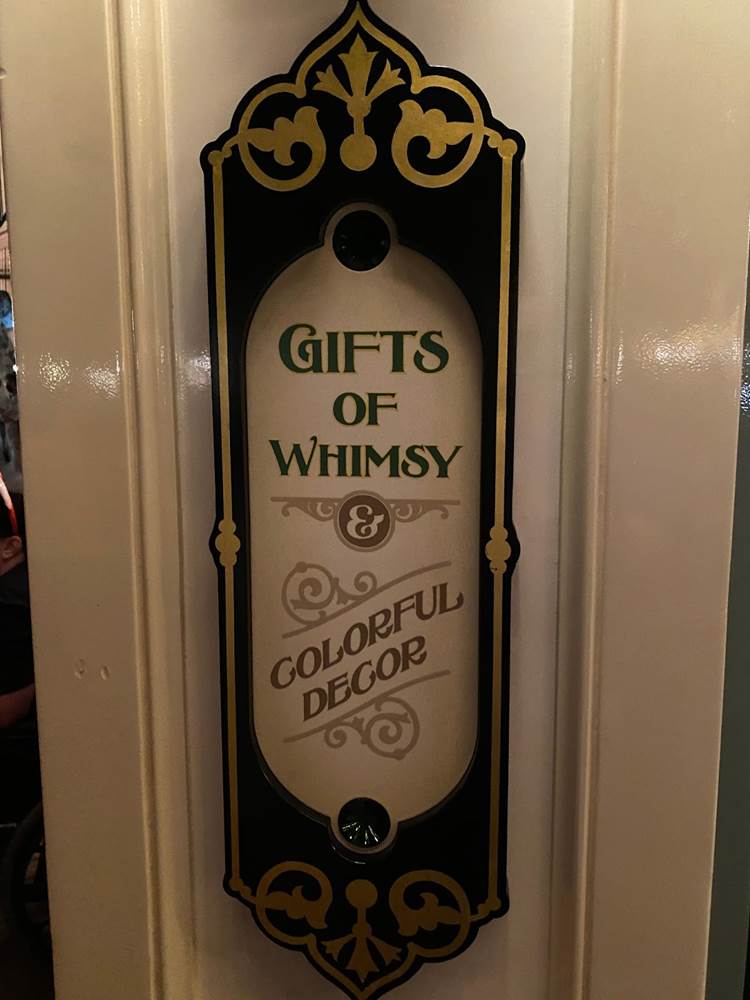 GIFTS
OF
WHIMSY
&
COLORFUL
DECOR